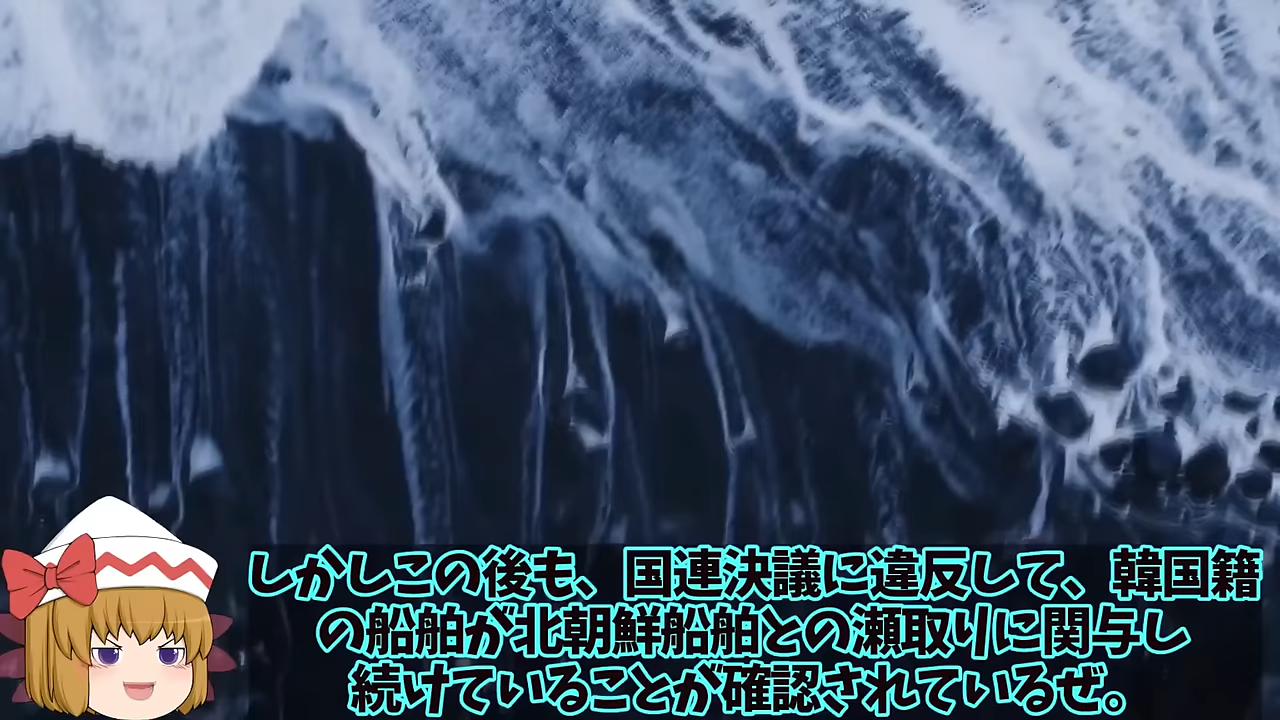 しかしこの後も、国連決議に違反して、韓国籍
の船舶が北朝鮮船舶との瀬取りに関与し
続けていることが確認されているぜ。